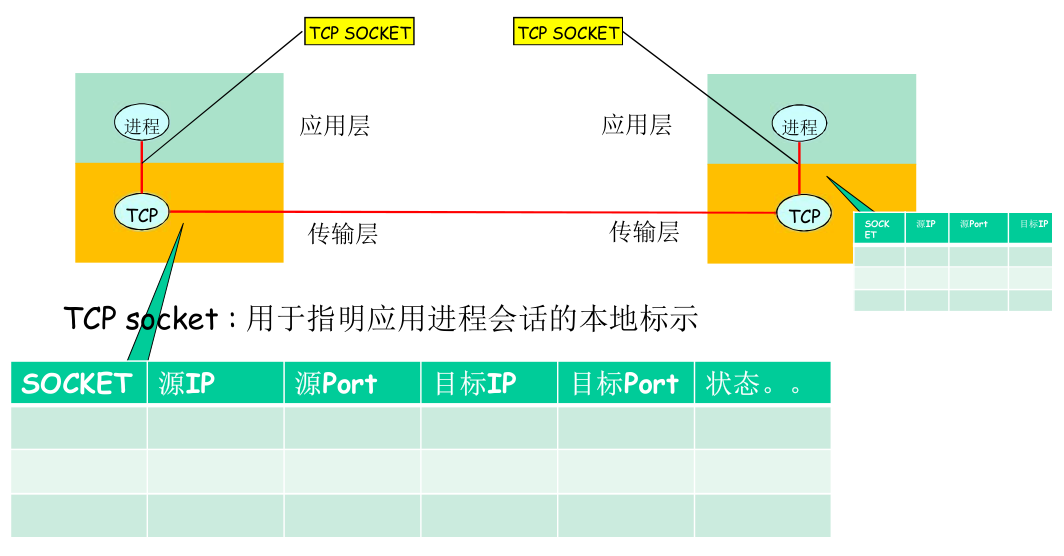 TCP SOCKET
TCP SOCKET
进程
应用层
应用层
进程
TCP
传输层
传输层
TCP
SOCK
ET
源IP
源Port
目标IP
TCP socket：用于指明应用进程会话的本地标示
SOCKET
源IP
源Port
目标IP
目标Port
状态。。